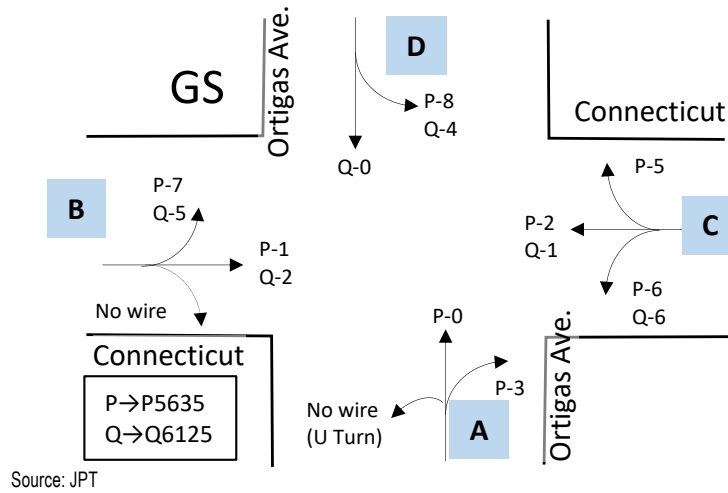 D
GS
Ortigas Ave.
P-8
Q-4
Connecticut
Q-0
P-7
Q-5
B
P-5
P-2
Q-1
C
P-1
Q-2
P-6
Q-6
No wire
P-0
Connecticut
Ortigas Ave.
P-3
No wire
(U Turn)
A
P→P5635
Q→Q6125
Source: JPT